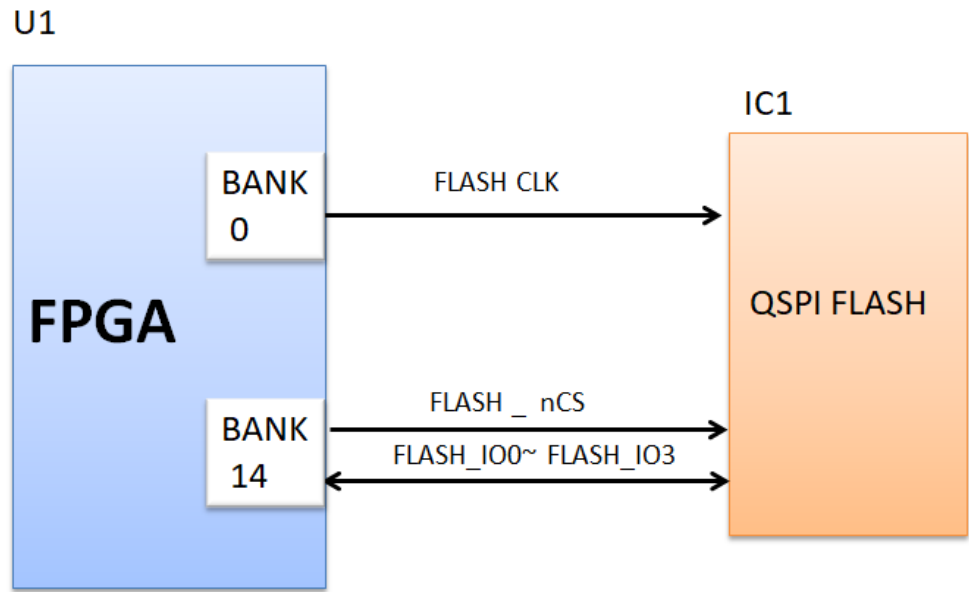 U1
IC1
BANK
0
FLASH CLK
FPGA
QSPI FLASH
BANK
14
FLASH _ nCS
FLASH_IO0~ FLASH_IO3